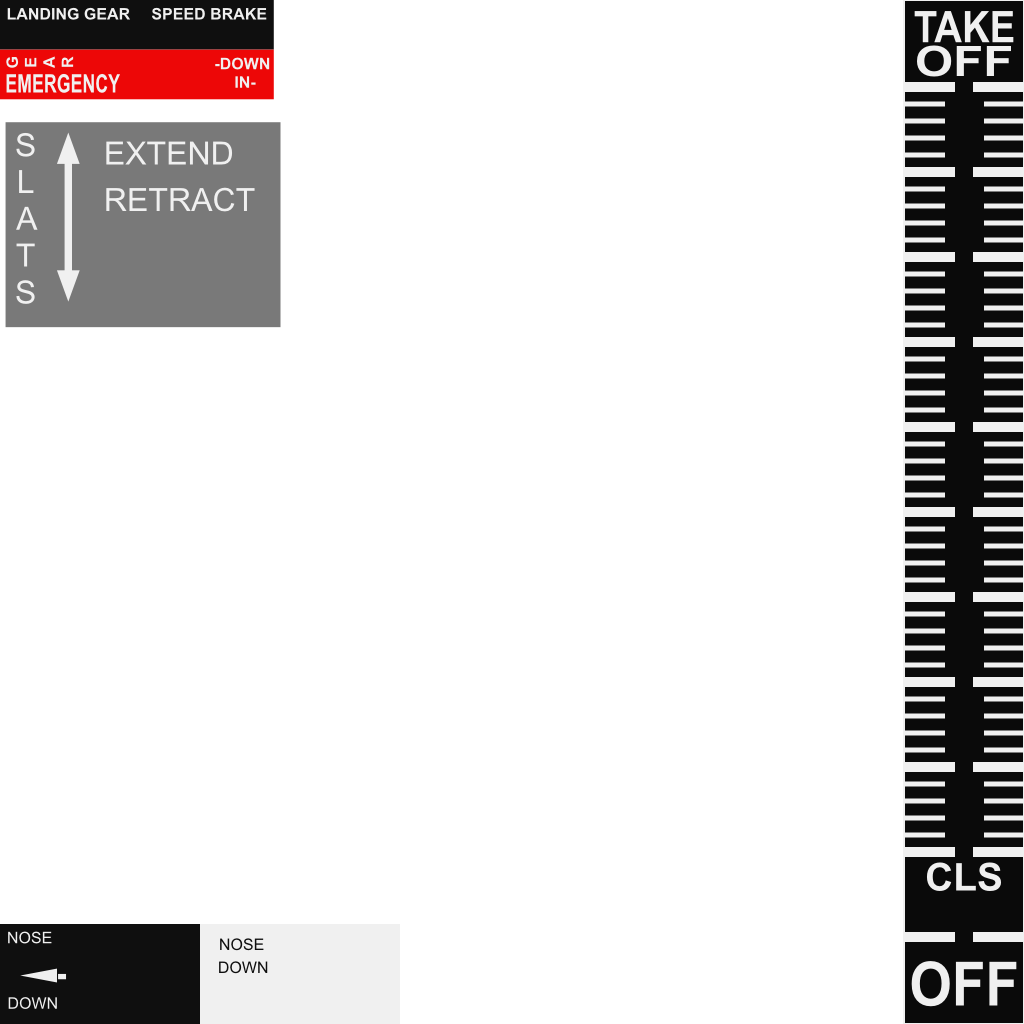 LANDING GEAR SPEED BRAKE
GEAR
EMERGENCY
-DOWN
IN-
SLATS
EXTEND
RETRACT
TAKE
OFF
CLS
OFF
NOSE
DOWN
NOSE
DOWN